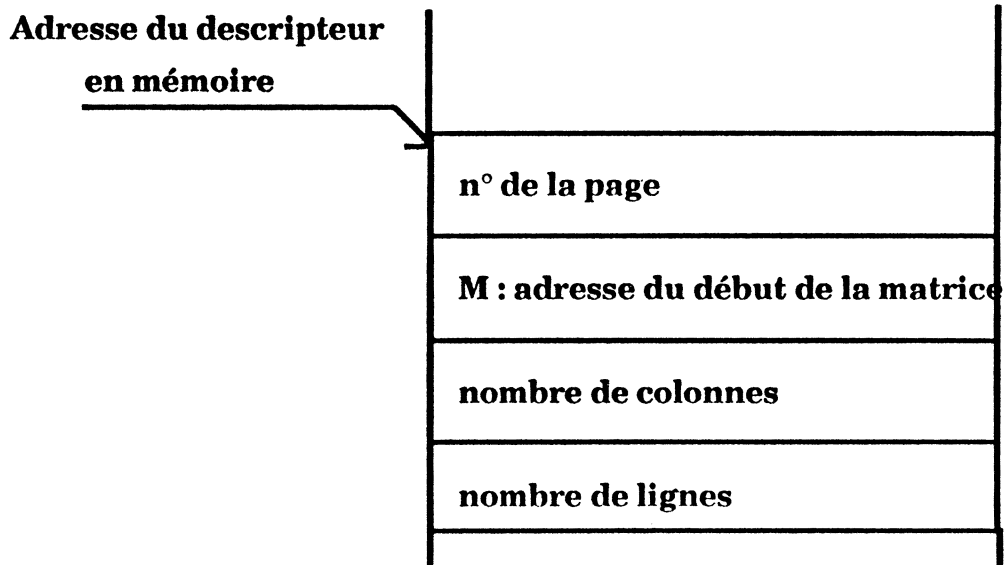 Adresse du descripteur
en mémoire
n° de la page
M : adresse du début de la matrice
nombre de colonnes
nombre de lignes